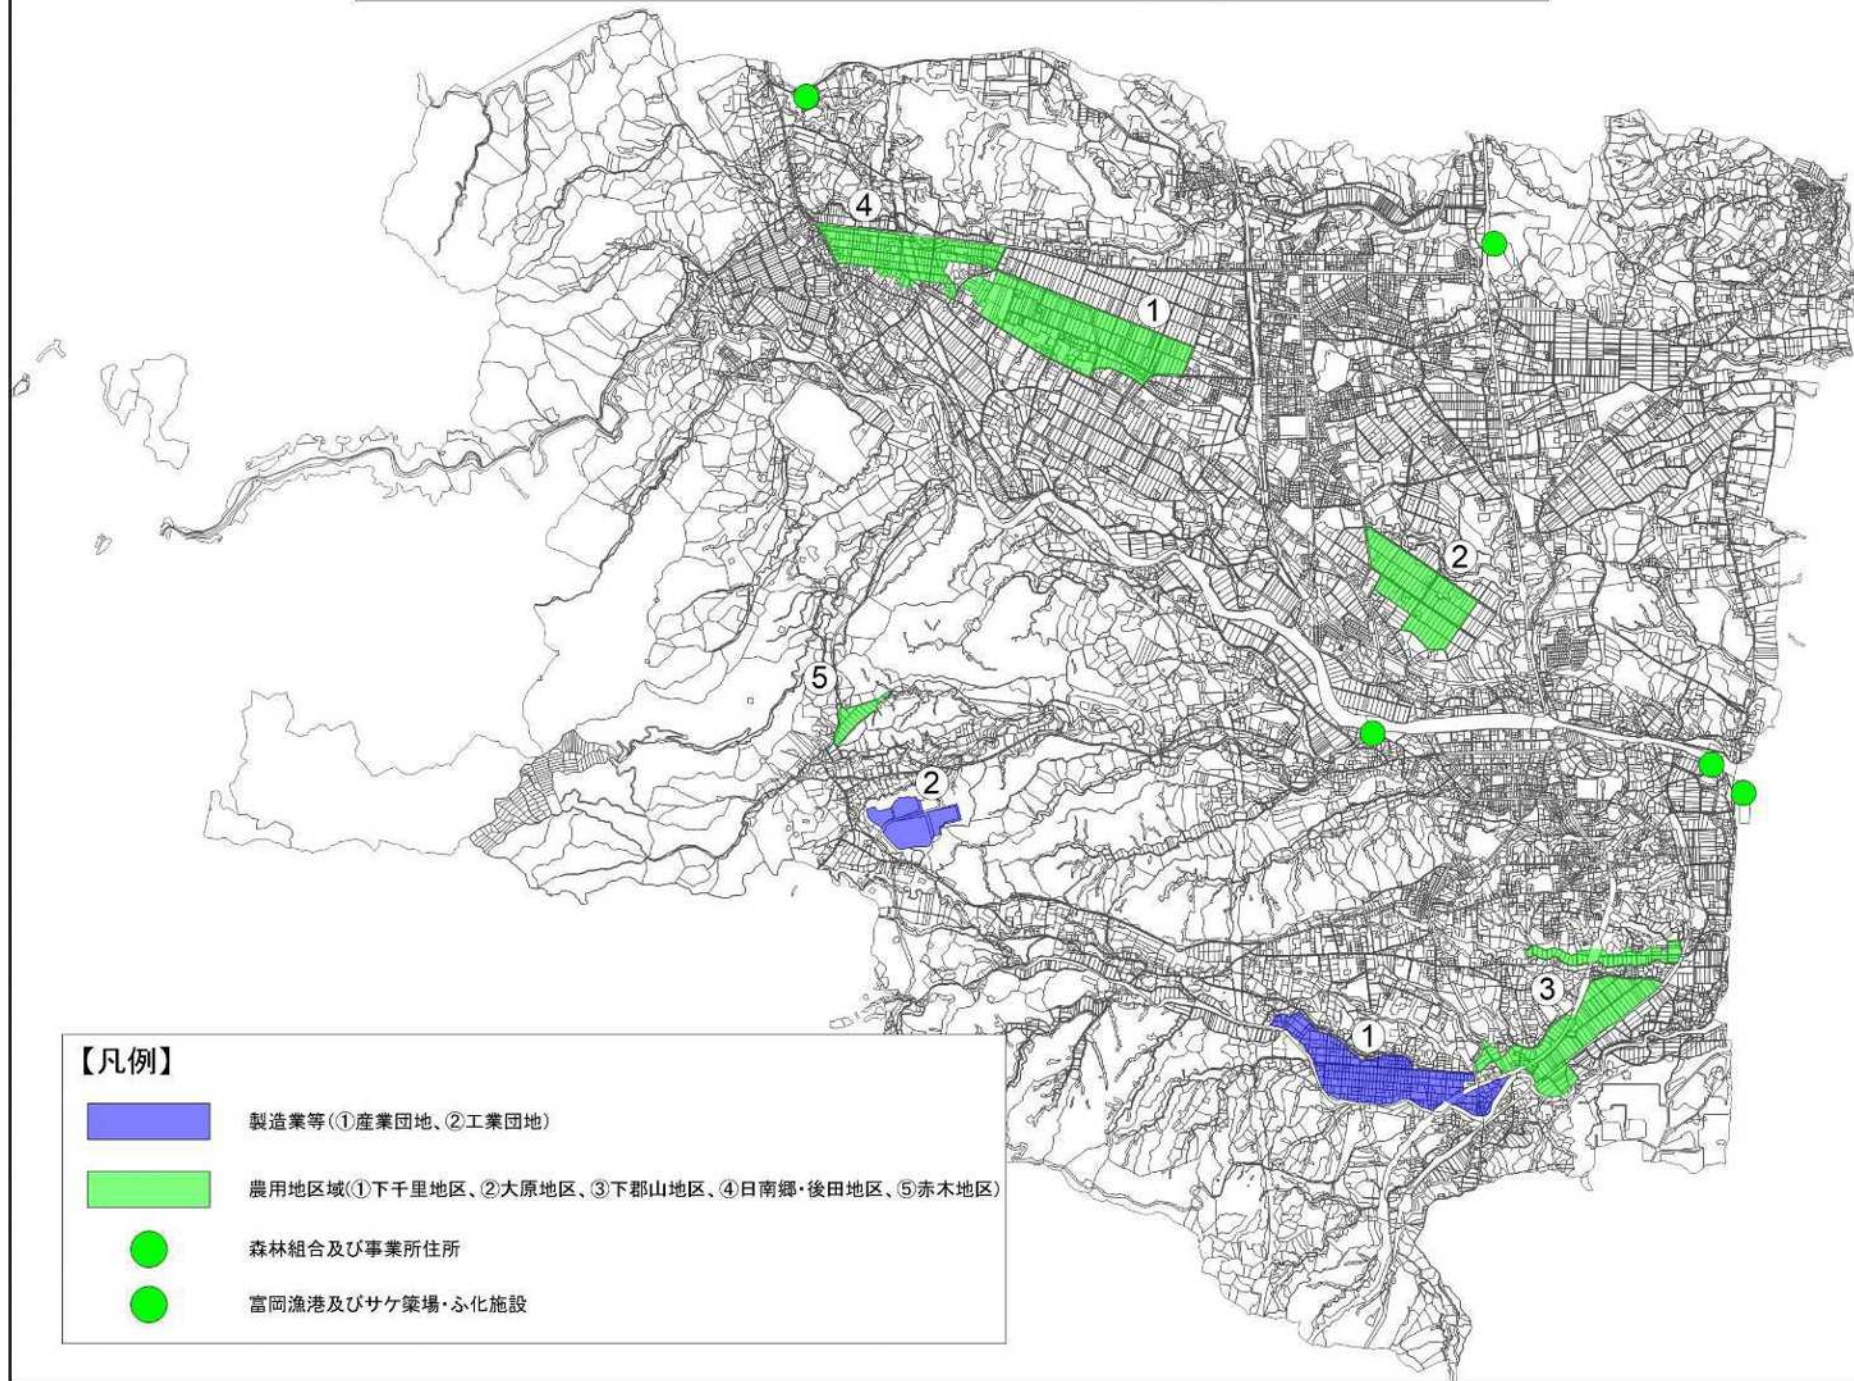 ④
①
②
⑤
②
③
①
【凡例】
製造業等(①産業団地、②工業団地)
農用地区域(①下千里地区、②大原地区、③下郡山地区、④日南郷・後田地区、⑤赤木地区)
森林組合及び事業所住所
富岡漁港及びサケ簗場・ふ化施設